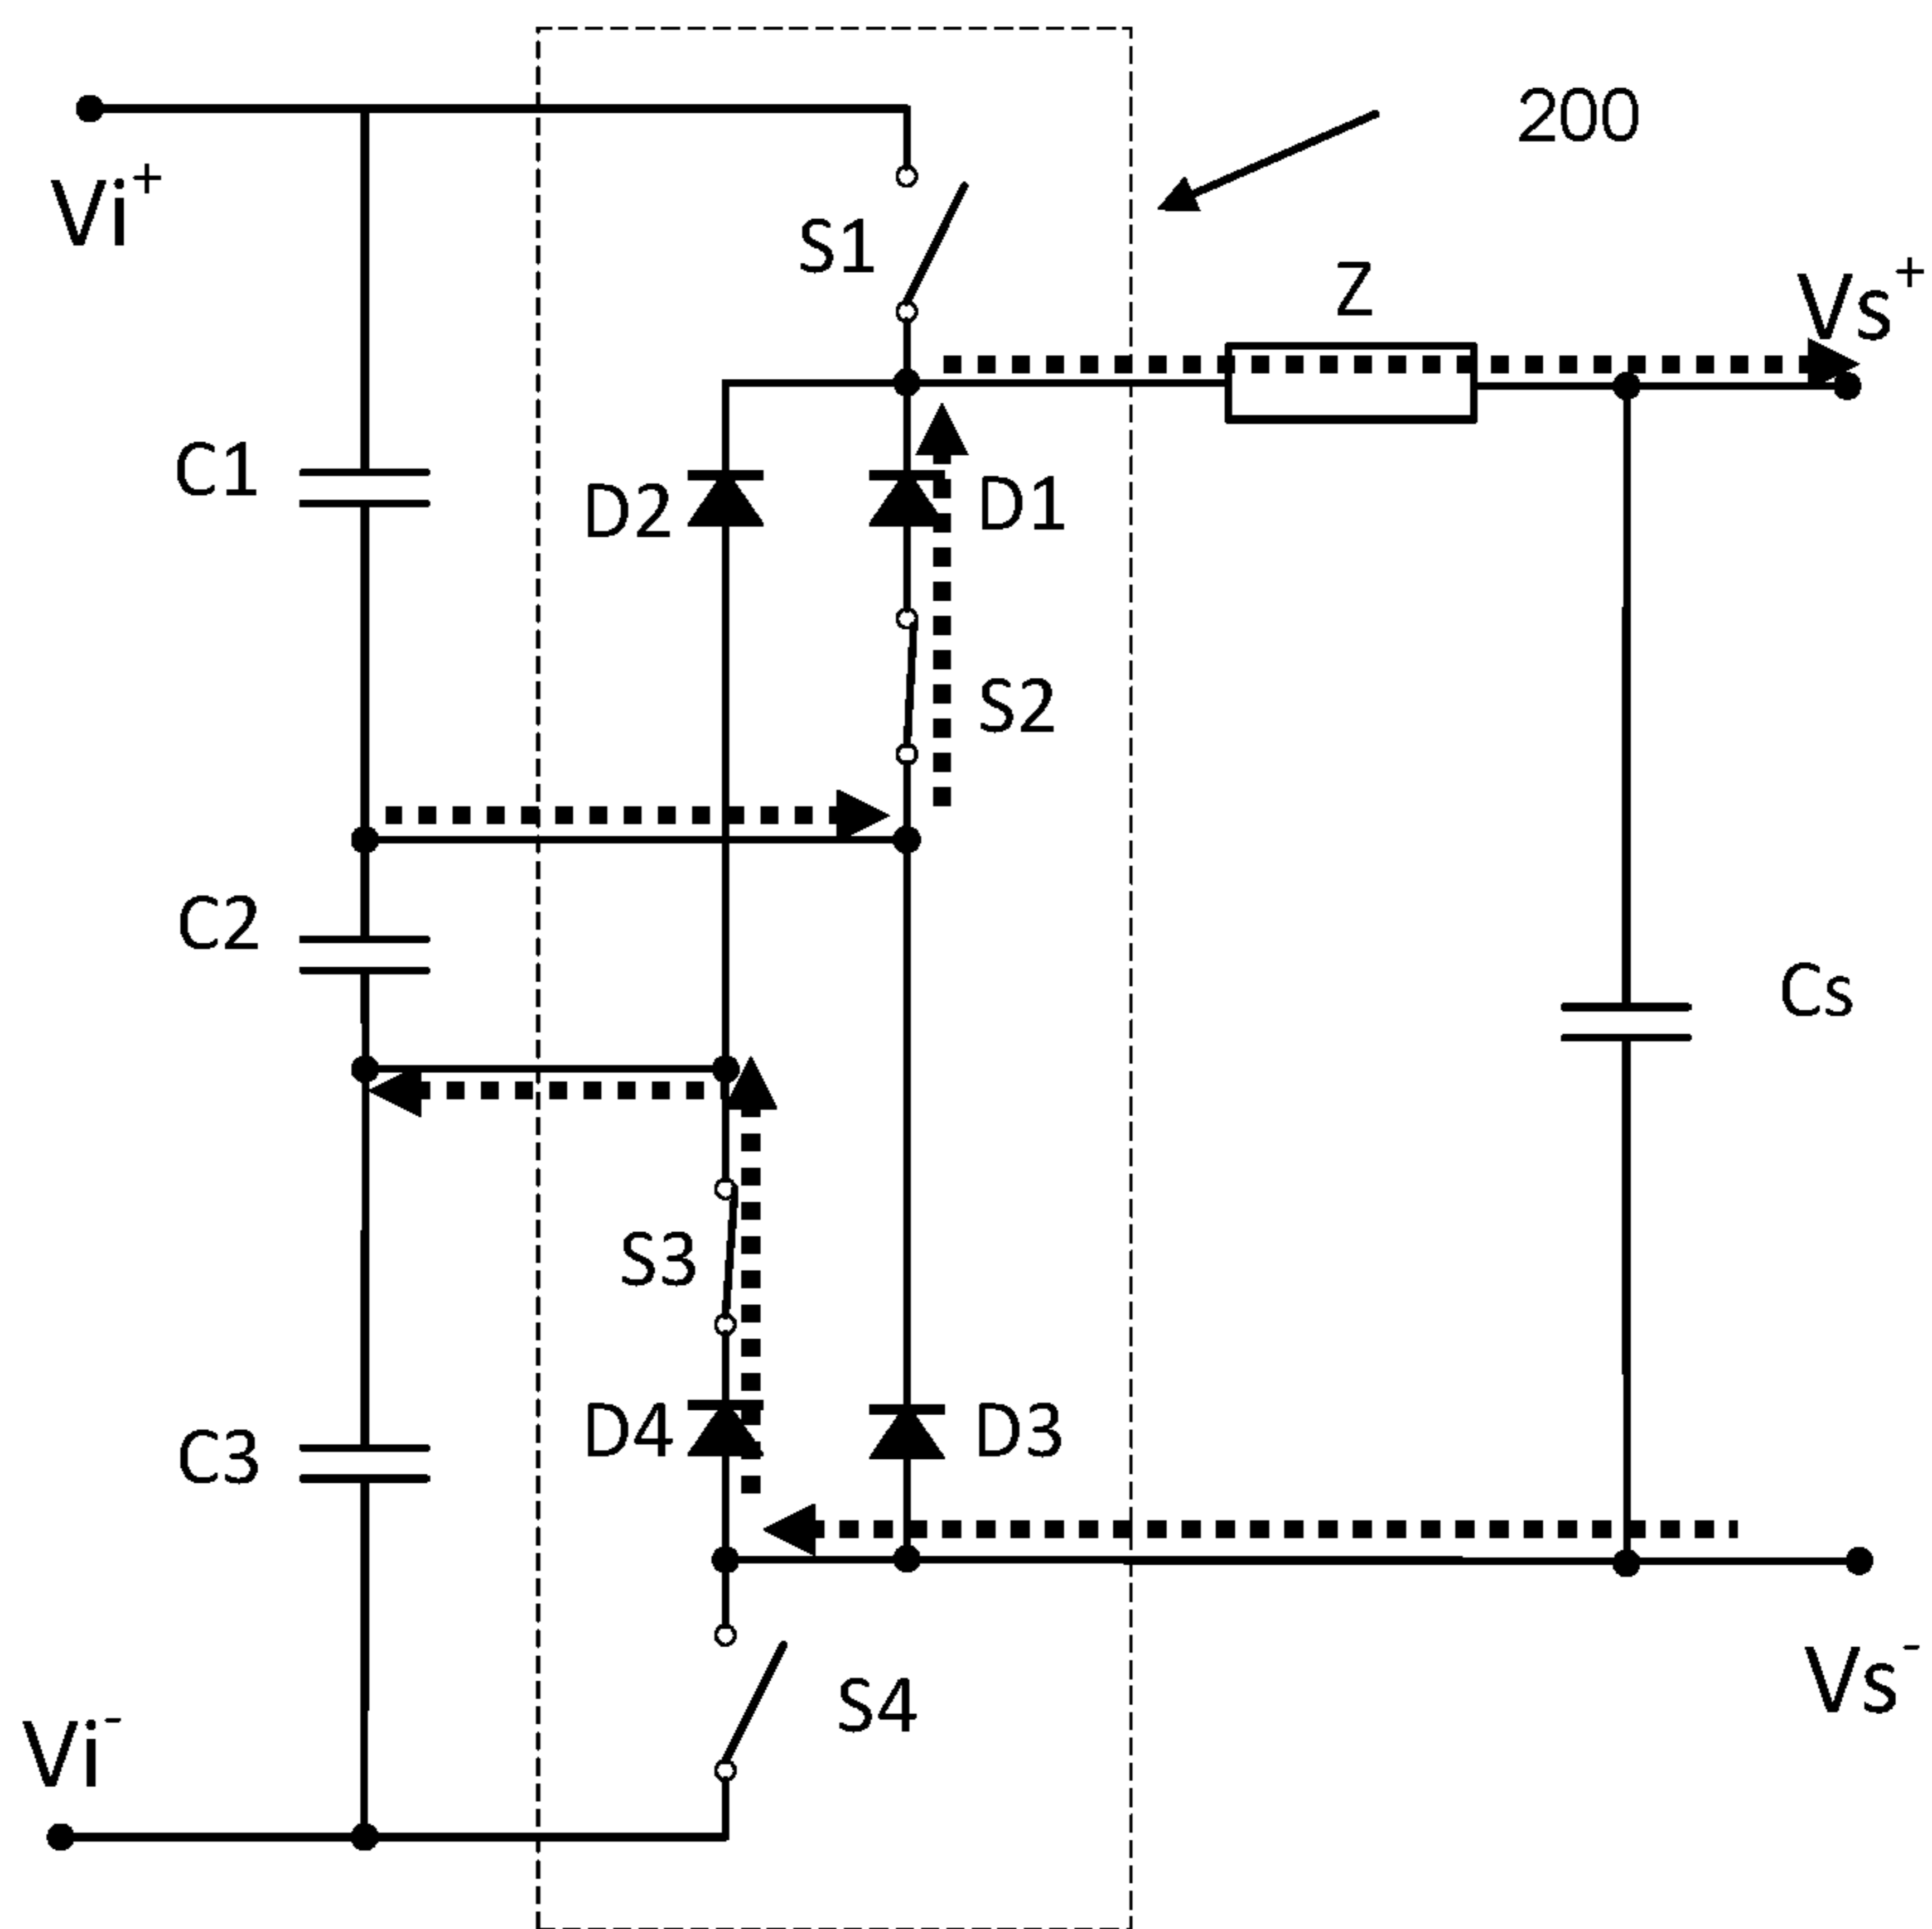 200
Vi⁺
S1
Z
Vs⁺
C1
D2
D1
S2
C2
Cs
S3
C3
D4
D3
Vs⁻
S4
Vi⁻